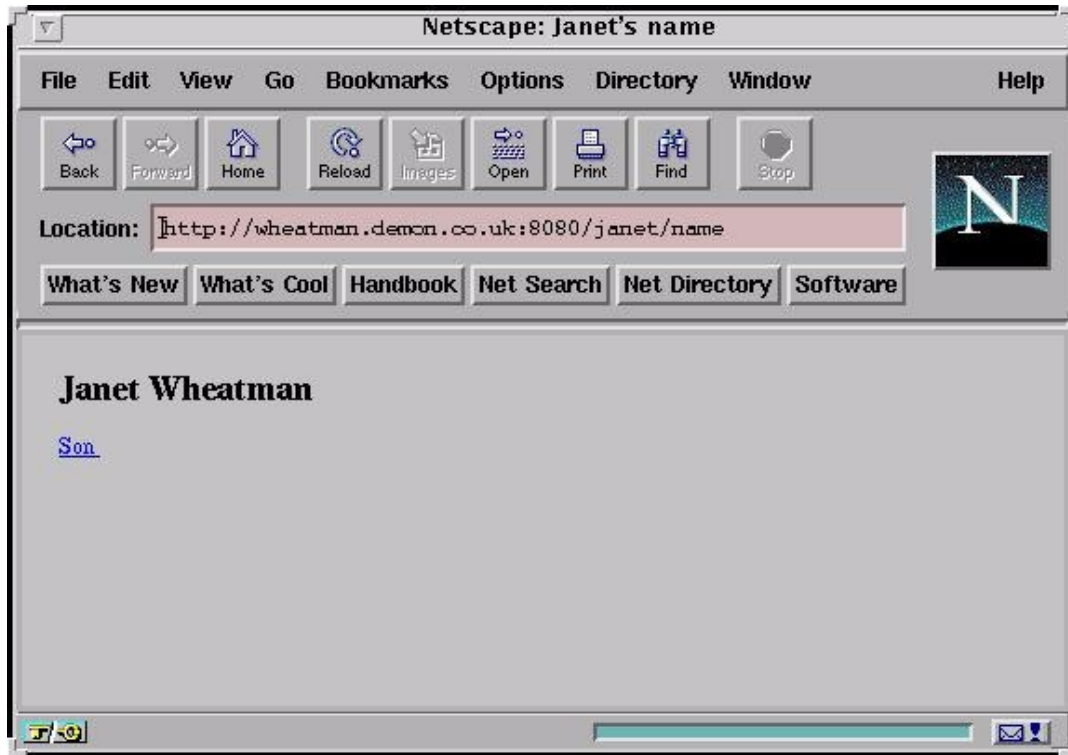 Netscape: Janet's name
File Edit View Go Bookmarks Options Directory Window Help
Back Forward Home Reload Images Open Print Find Stop
N
Location: http://wheatman.demon.co.uk:8080/janet/name
What's New What's Cool Handbook Net Search Net Directory Software
Janet Wheatman
Son